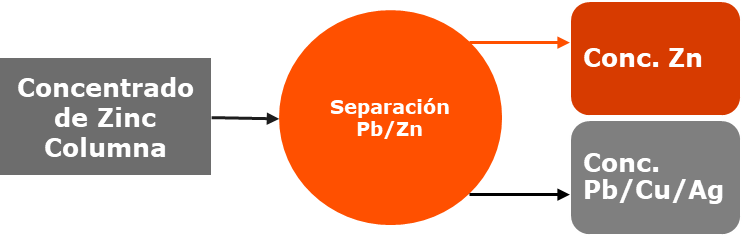 Concentrado
de Zinc
Columna
Separación
Pb/Zn
Conc. Zn
Conc.
Pb/Cu/Ag